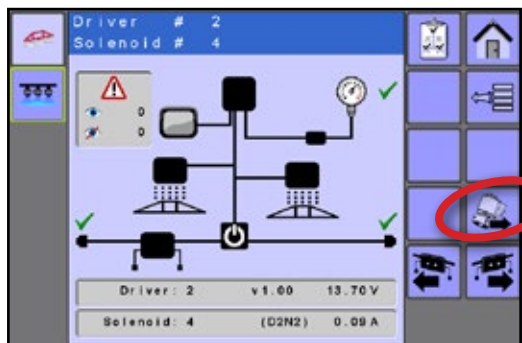 Driver # 2
Solenoid # 4
0
0
Driver: 2 v1.00 13.70V
Solenoid: 4 (D2N2) 0.09A